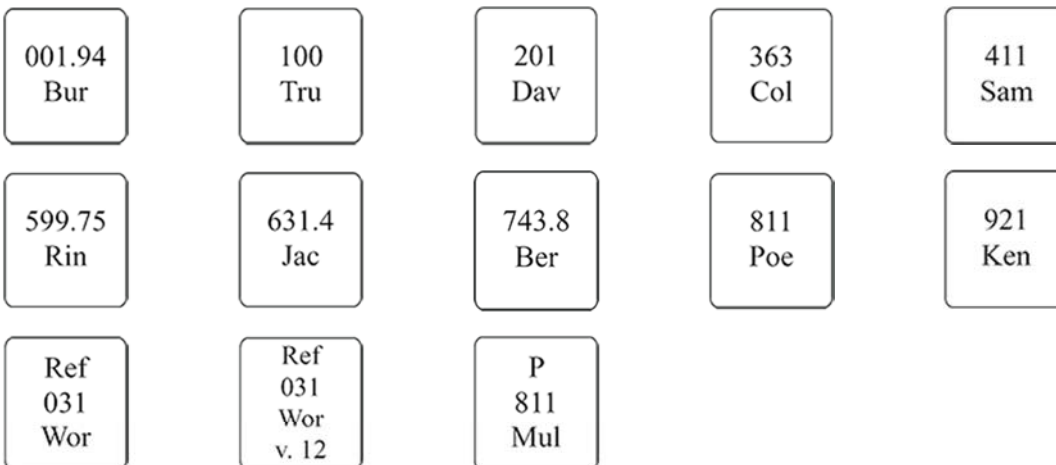 001.94
Bur
100
Tru
201
Dav
363
Col
411
Sam
599.75
Rin
631.4
Jac
743.8
Ber
811
Poe
921
Ken
Ref
031
Wor
Ref
031
Wor
v. 12
P
811
Mul